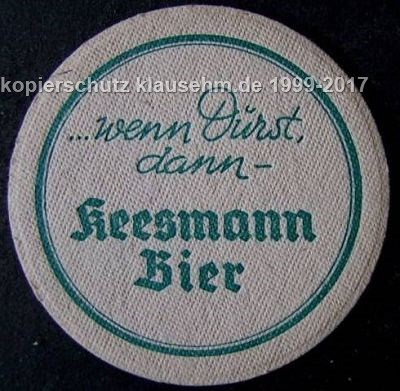 kopierschutz klausehm.de 1999-2017
...wenn Durst,
dann-
Keesmann
Bier